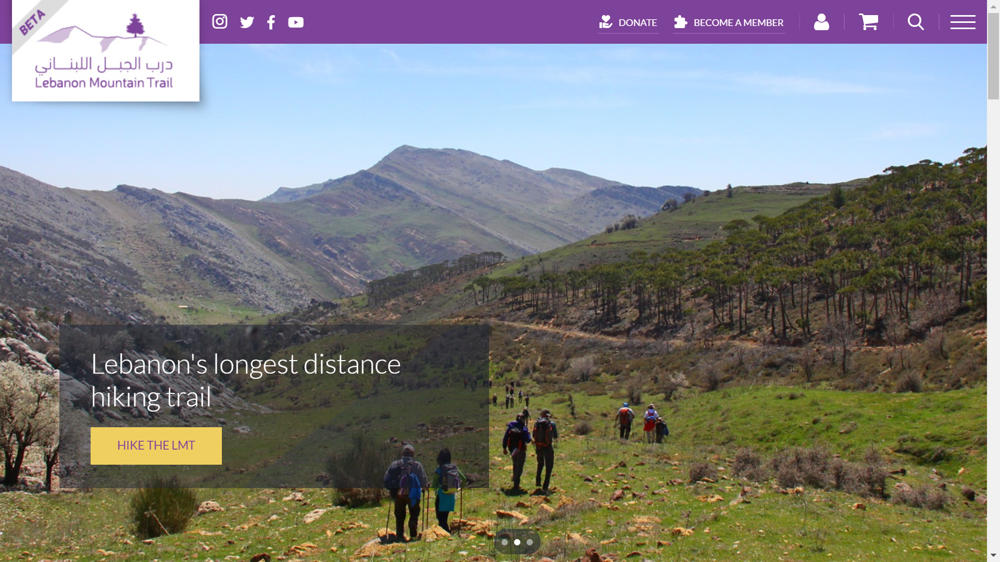 BETA
درب الجبل اللبناني
Lebanon Mountain Trail
DONATE
BECOME A MEMBER
Lebanon's longest distance
hiking trail
HIKE THE LMT